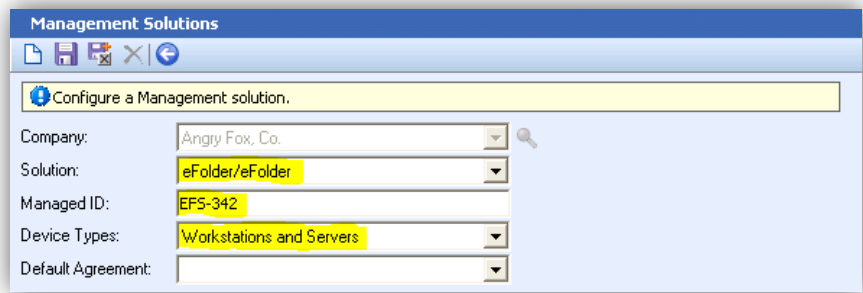 Management Solutions
Configure a Management solution.
Company: Angry Fox, Co.
Solution: eFolder/eFolder
Managed ID: EFS-342
Device Types: Workstations and Servers
Default Agreement: